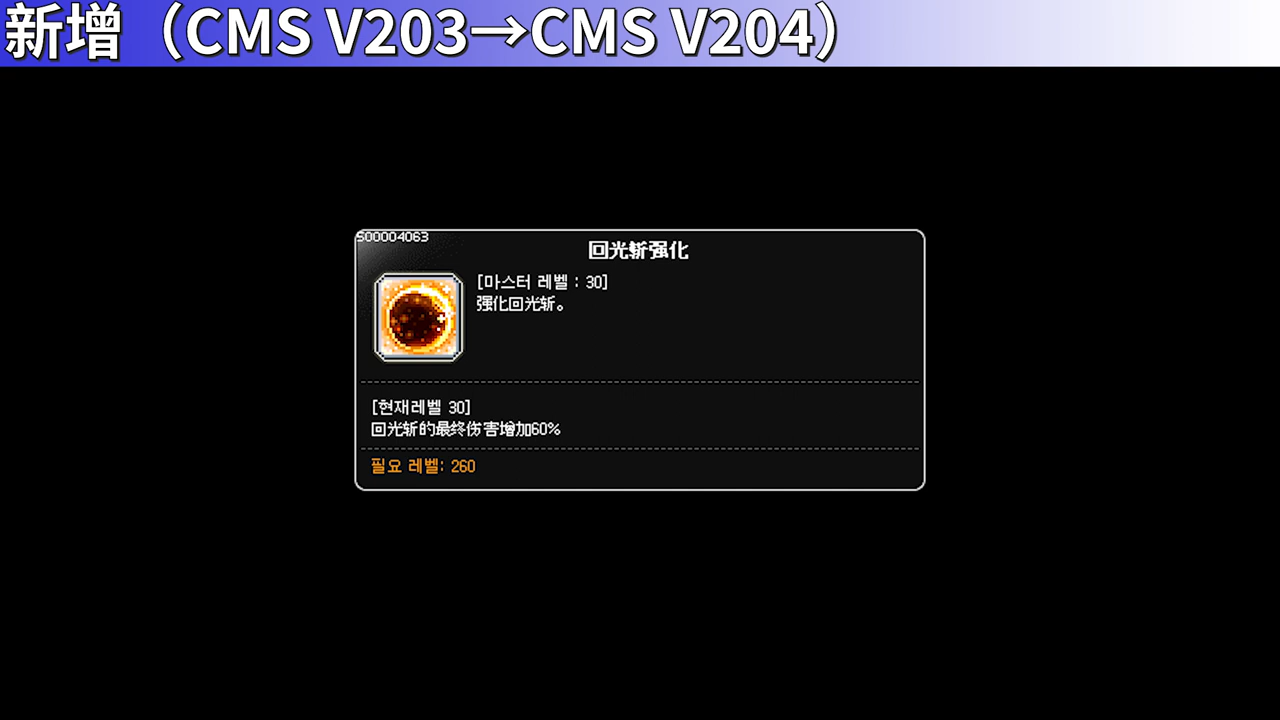 新增（CMS V203→CMS V204）
500004063
回光斩强化
[마스터 레벨 : 30]
强化回光斩。
[현재레벨 30]
回光斩的最终伤害增加60%
필요 레벨: 260